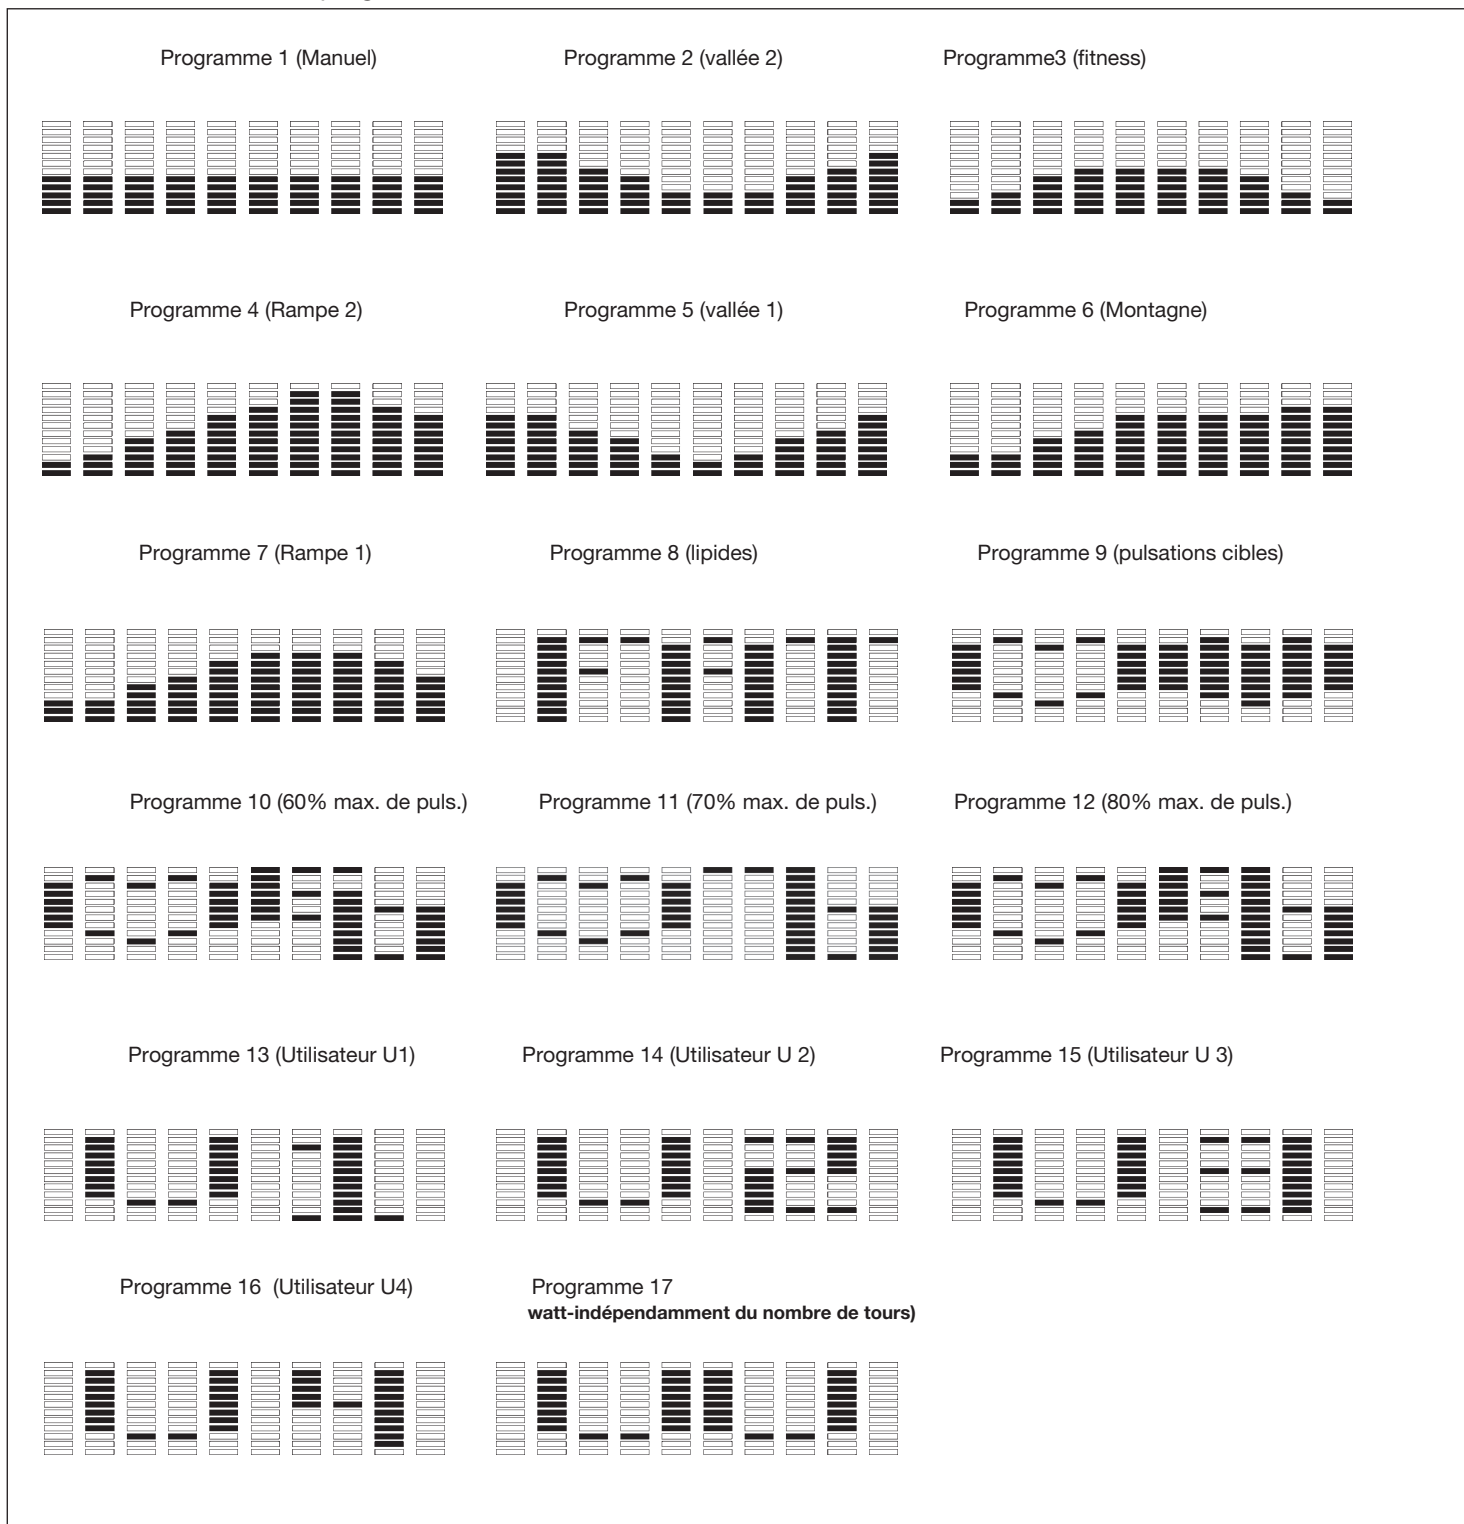 Programme 1 (Manuel)
Programme 2 (vallée 2)
Programme3 (fitness)
Programme 4 (Rampe 2)
Programme 5 (vallée 1)
Programme 6 (Montagne)
Programme 7 (Rampe 1)
Programme 8 (lipides)
Programme 9 (pulsations cibles)
Programme 10 (60% max. de puls.)
Programme 11 (70% max. de puls.)
Programme 12 (80% max. de puls.)
Programme 13 (Utilisateur U1)
Programme 14 (Utilisateur U 2)
Programme 15 (Utilisateur U 3)
Programme 16 (Utilisateur U4)
Programme 17
watt-indépendamment du nombre de tours)